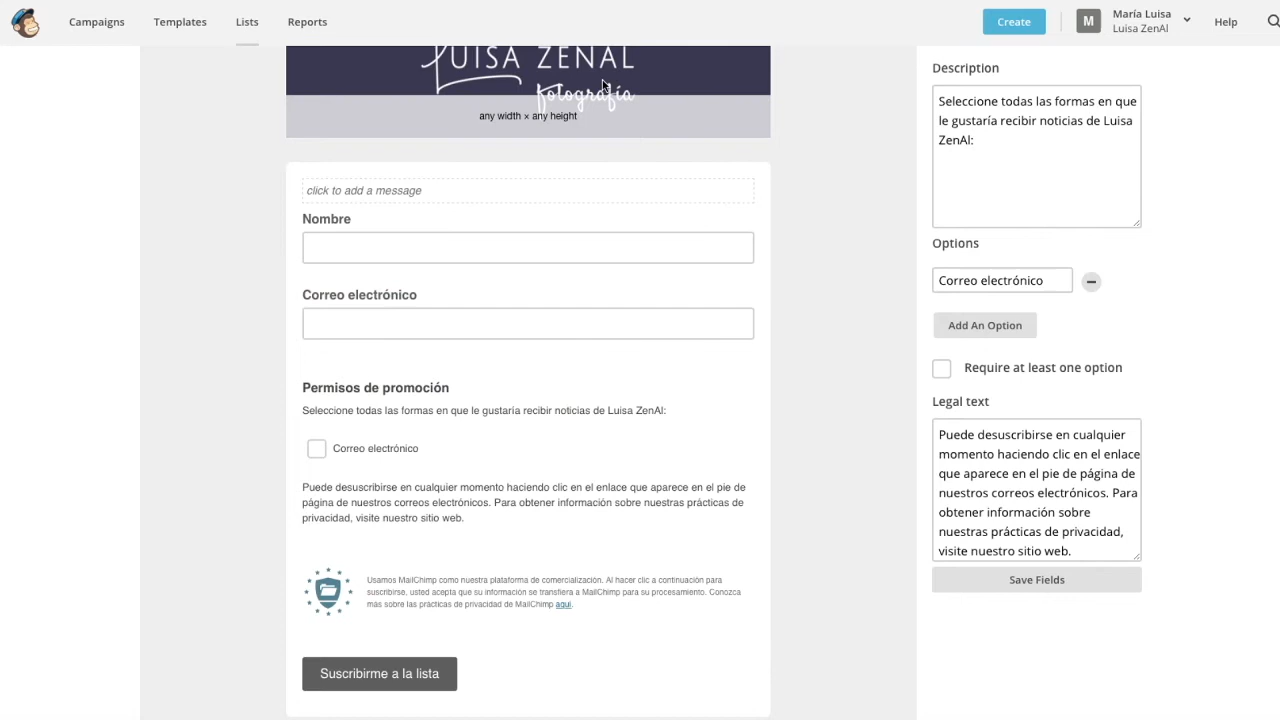 Campaigns
Templates
Lists
Reports
Create
M
María Luisa
Luisa ZenAl
Help
LUISA ZENAL
fotografía
any width × any height
click to add a message
Nombre
Correo electrónico
Permisos de promoción
Seleccione todas las formas en que le gustaría recibir noticias de Luisa ZenAl:
Correo electrónico
Puede desuscribirse en cualquier momento haciendo clic en el enlace que aparece en el pie de
página de nuestros correos electrónicos. Para obtener información sobre nuestras prácticas de
privacidad, visite nuestro sitio web.
Usamos MailChimp como nuestra plataforma de comercialización. Al hacer clic a continuación para
suscribirse, usted acepta que su información se transfiera a MailChimp para su procesamiento. Conozca
más sobre las prácticas de privacidad de MailChimp aquí.
Suscribirme a la lista
Description
Seleccione todas las formas en que
le gustaría recibir noticias de Luisa
ZenAl:
Options
Correo electrónico
Add An Option
Require at least one option
Legal text
Puede desuscribirse en cualquier
momento haciendo clic en el enlace
que aparece en el pie de página de
nuestros correos electrónicos. Para
obtener información sobre
nuestras prácticas de privacidad,
visite nuestro sitio web.
Save Fields